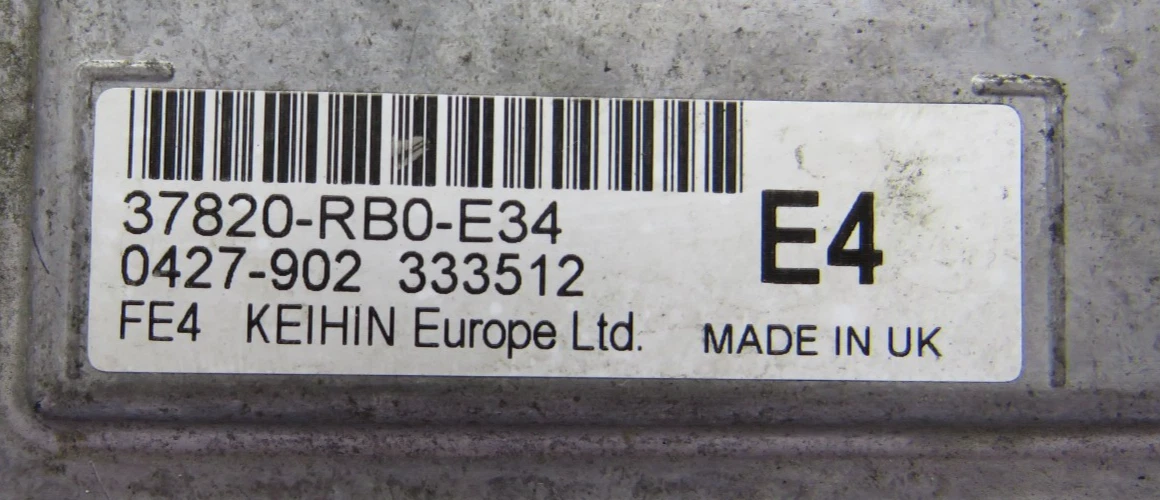 37820-RB0-E34
0427-902 333512
E4
FE4 KEIHIN Europe Ltd. MADE IN UK